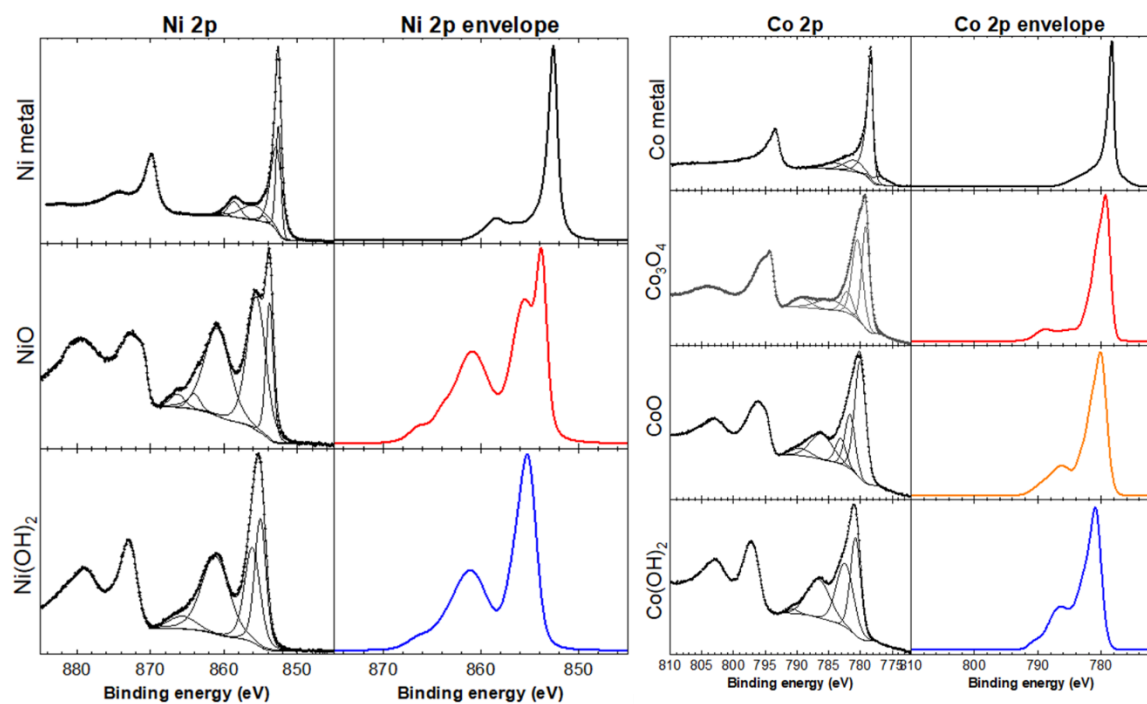 Ni 2p
Ni 2p envelope
Ni metal
NiO
Ni(OH)2
880
870
860
850
870
860
850
Binding energy (eV)
Binding energy (eV)
Co 2p
Co 2p envelope
Co metal
Co3O4
CoO
Co(OH)2
810 805 800 795 790 785 780 775
810
790
780
Binding energy (eV)
Binding energy (eV)